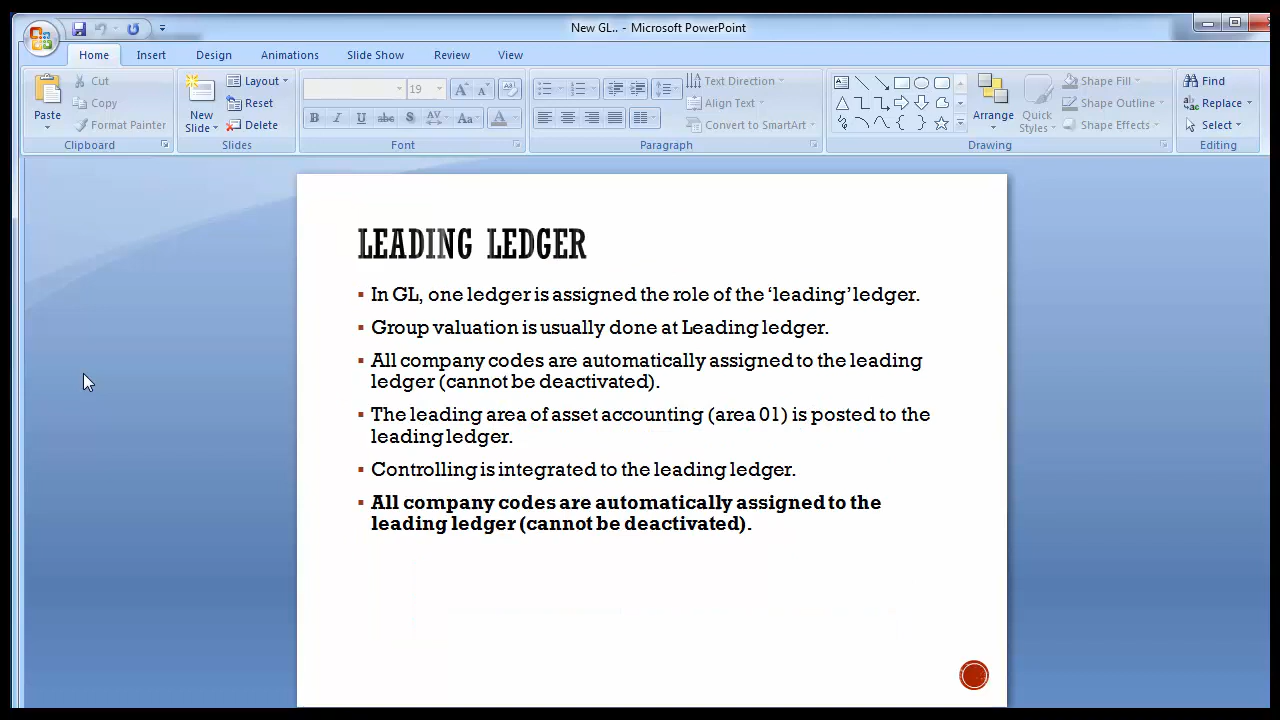 New GL.. - Microsoft PowerPoint
Home Insert Design Animations Slide Show Review View
Paste
Cut
Copy
Format Painter
Clipboard
New
Slide
Layout
Reset
Delete
Slides
19
B I U abc S AV Aa A
Font
Text Direction
Align Text
Convert to SmartArt
Paragraph
Arrange
Quick
Styles
Shape Fill
Shape Outline
Shape Effects
Drawing
Find
Replace
Select
Editing
LEADING LEDGER
▪ In GL, one ledger is assigned the role of the ‘leading’ ledger.
▪ Group valuation is usually done at Leading ledger.
▪ All company codes are automatically assigned to the leading
ledger (cannot be deactivated).
▪ The leading area of asset accounting (area 01) is posted to the
leading ledger.
▪ Controlling is integrated to the leading ledger.
▪ All company codes are automatically assigned to the
leading ledger (cannot be deactivated).